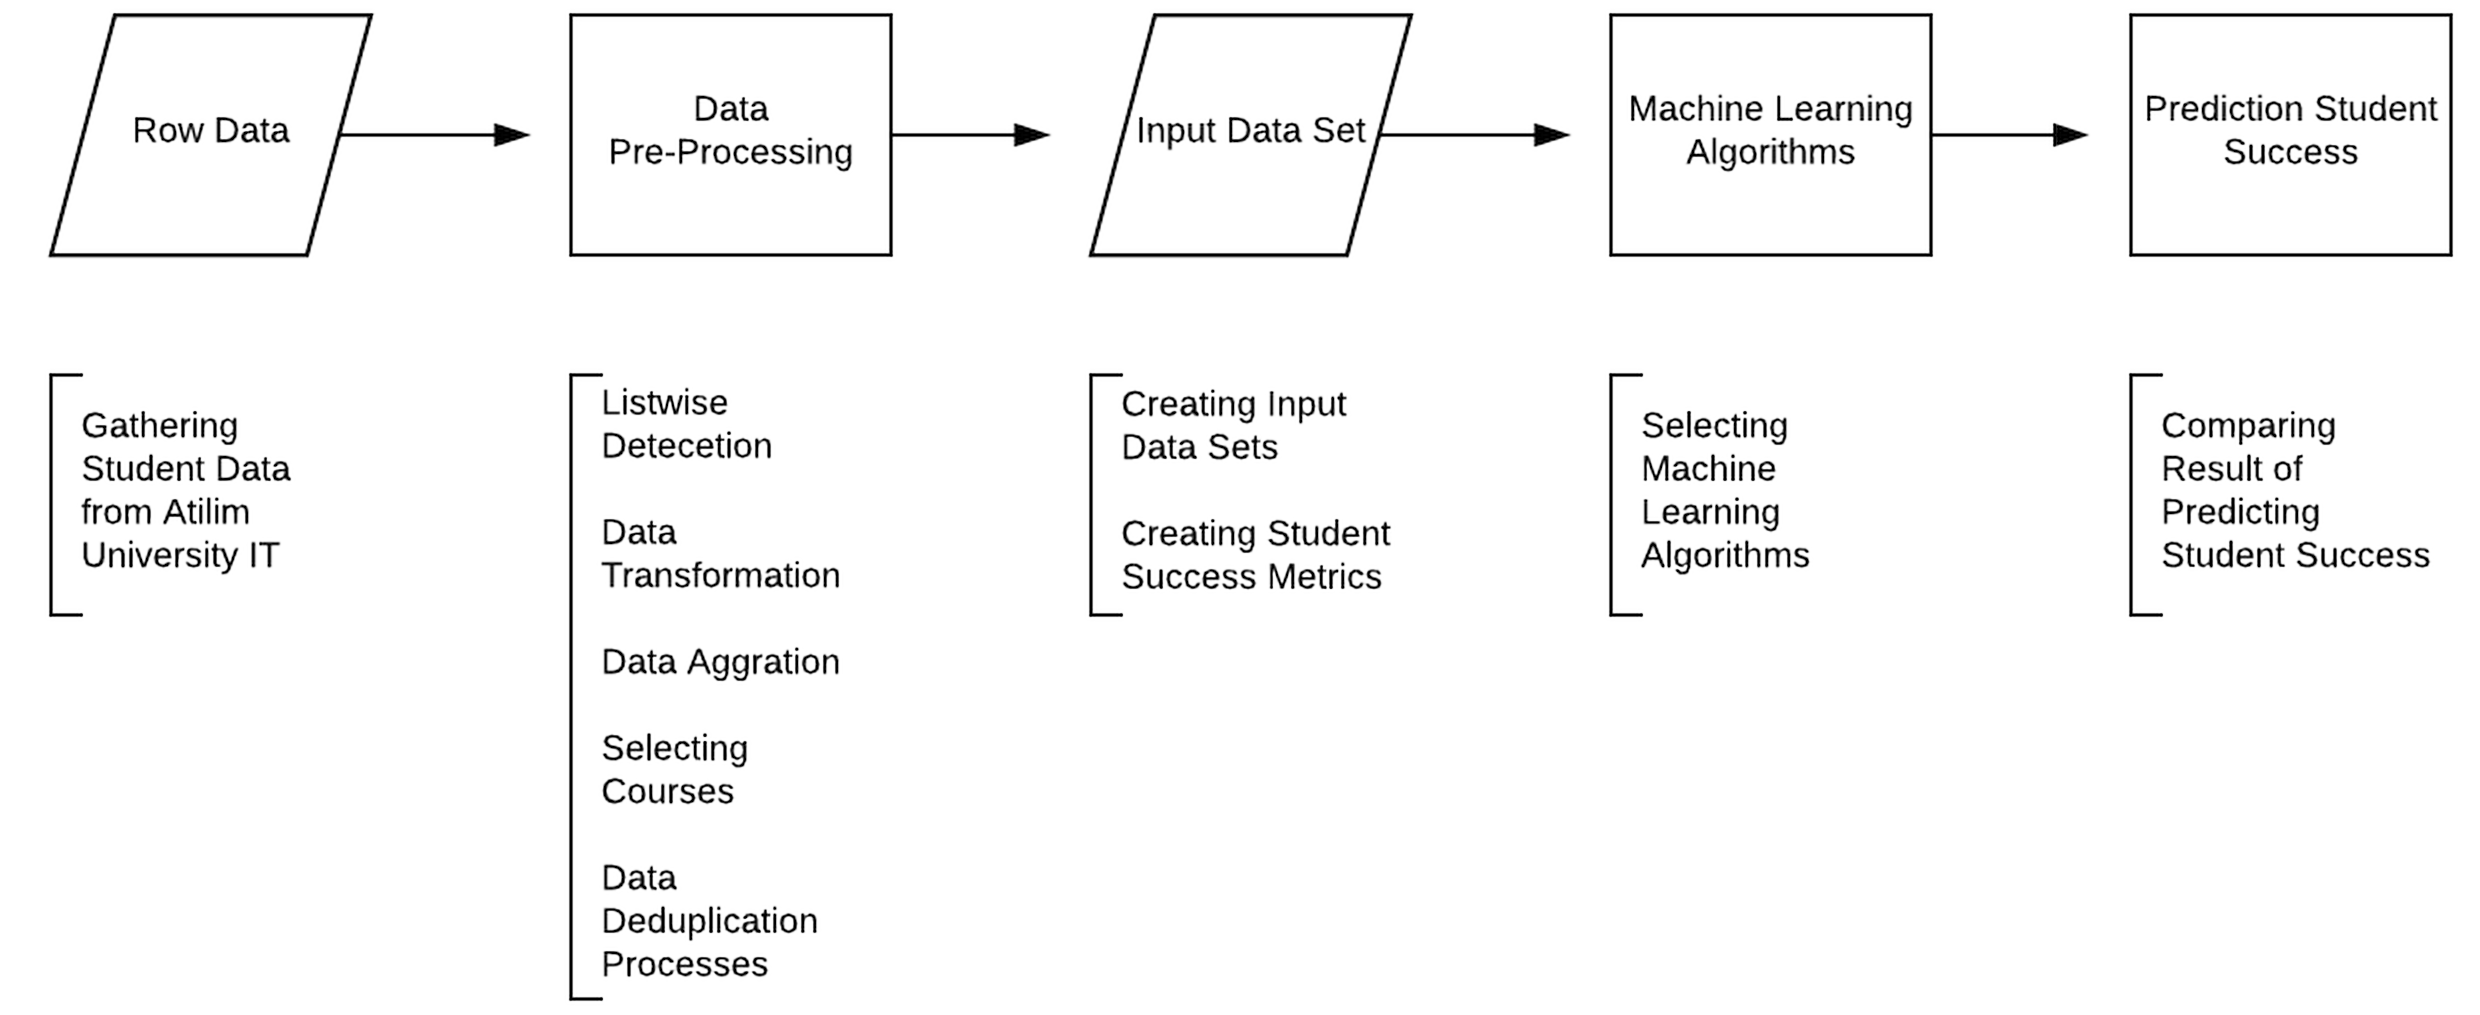 Row Data
Data
Pre-Processing
Input Data Set
Machine Learning
Algorithms
Prediction Student
Success
Gathering
Student Data
from Atilim
University IT
Listwise
Detecetion
Data
Transformation
Data Aggration
Selecting
Courses
Data
Deduplication
Processes
Creating Input
Data Sets
Creating Student
Success Metrics
Selecting
Machine
Learning
Algorithms
Comparing
Result of
Predicting
Student Success